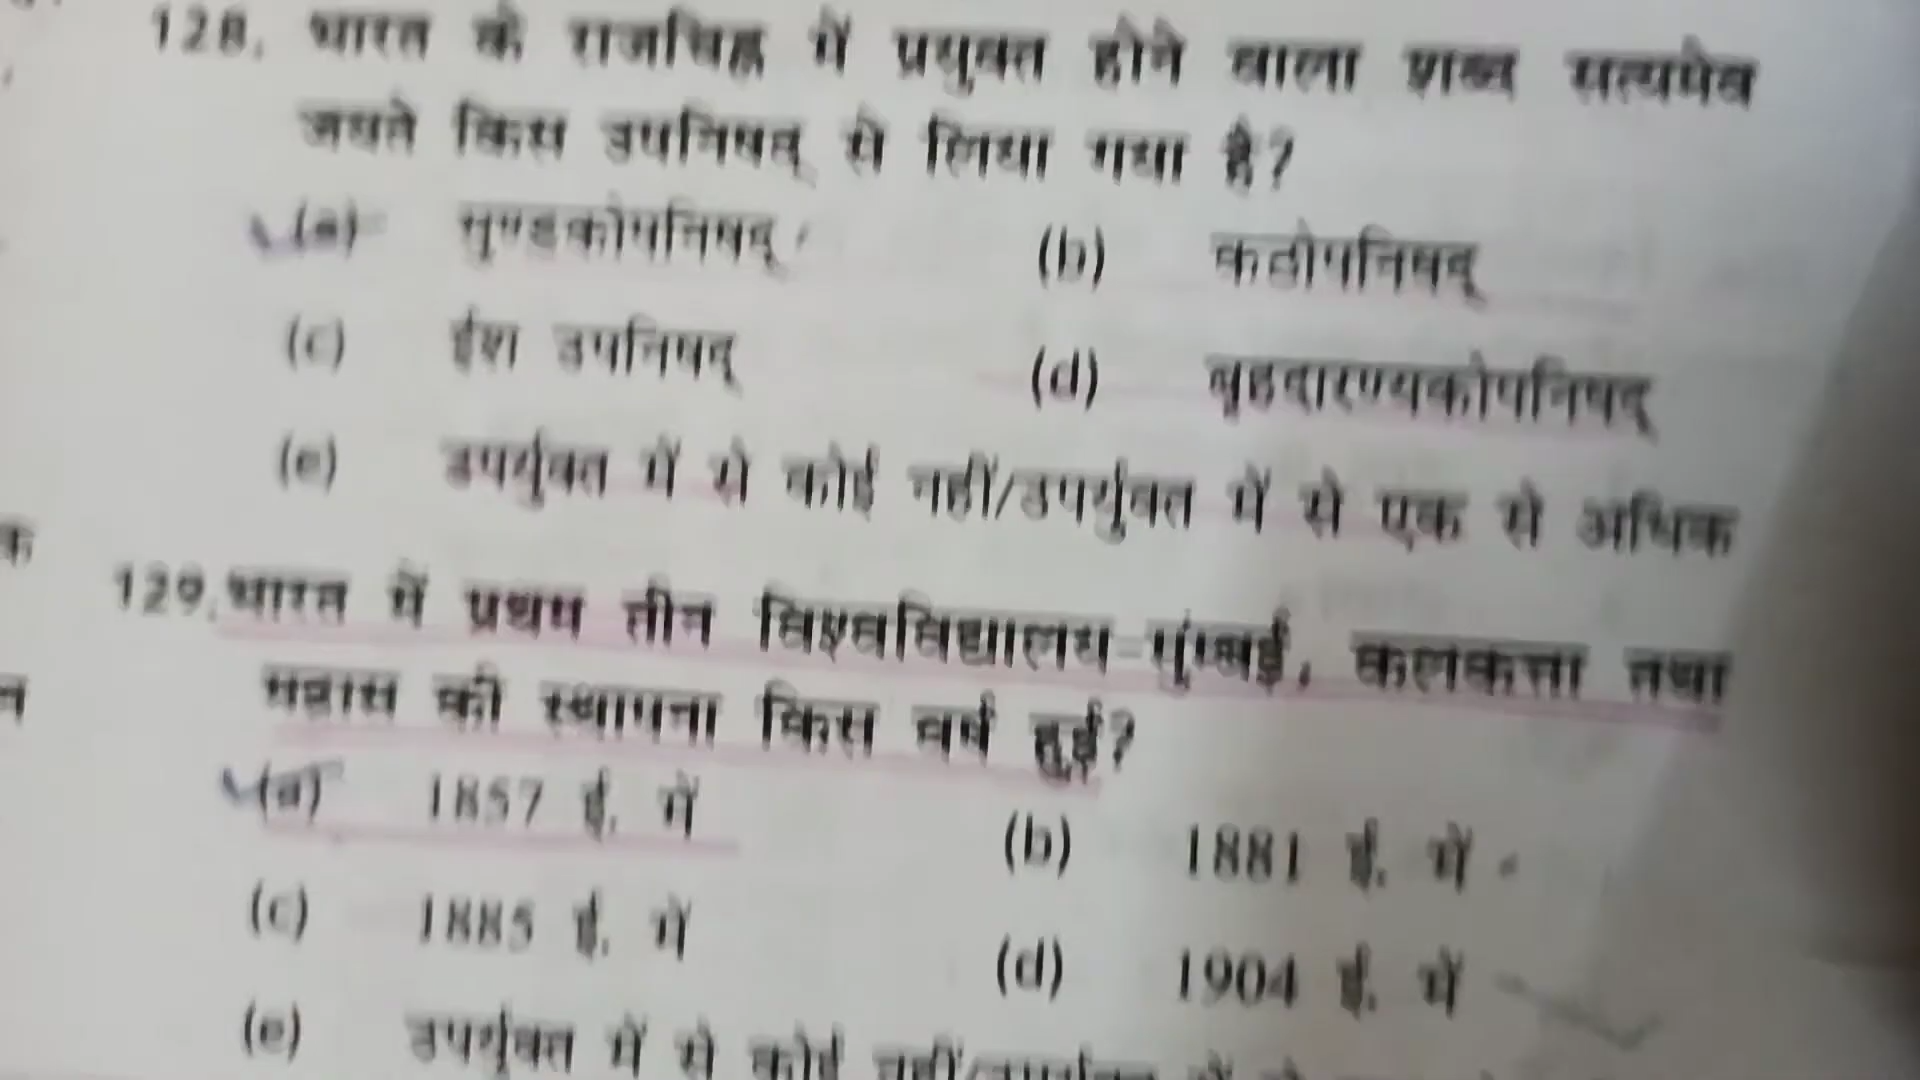 128. भारत के राजचिह्न में प्रयुक्त होने वाला शब्द सत्यमेव
जयते किस उपनिषद् से लिया गया है?
(a) मुण्डकोपनिषद्
(b) कठोपनिषद्
(c) ईश उपनिषद्
(d) बृहदारण्यकोपनिषद्
(e) उपर्युक्त में से कोई नहीं/उपर्युक्त में से एक से अधिक
129. भारत में प्रथम तीन विश्वविद्यालय-मुंम्बई, कलकत्ता तथा
मद्रास की स्थापना किस वर्ष हुई?
(a) 1857 ई. में
(b) 1881 ई. में
(c) 1885 ई. में
(d) 1904 ई. में
(e) उपर्युक्त में से कोई नहीं/उपर्युक्त में से